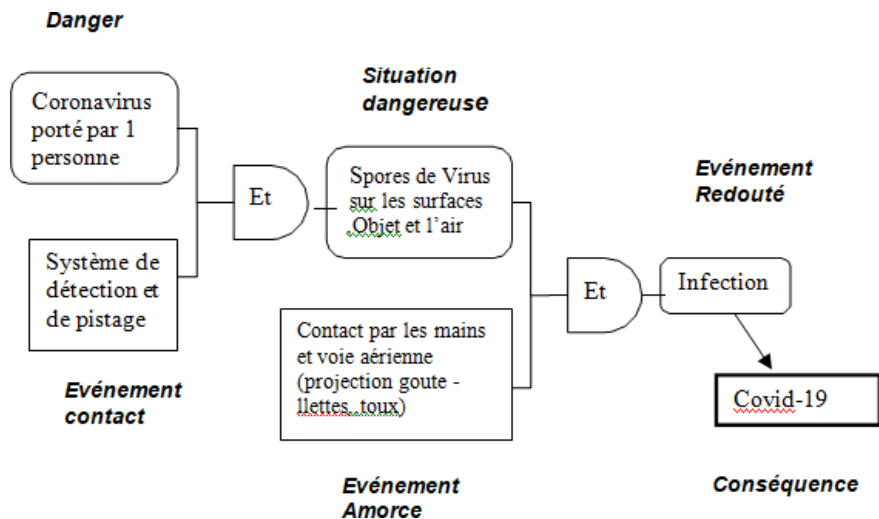 Danger
Coronavirus
porté par 1
personne
Système de
détection et
de pistage
Evénement
contact
Et
Situation
dangereuse
Spores de Virus
sur les surfaces
,Objet et l'air
Contact par les mains
et voie aérienne
(projection goute -
llettes,.toux)
Evénement
Amorce
Et
Evénement
Redouté
Infection
Covid-19
Conséquence